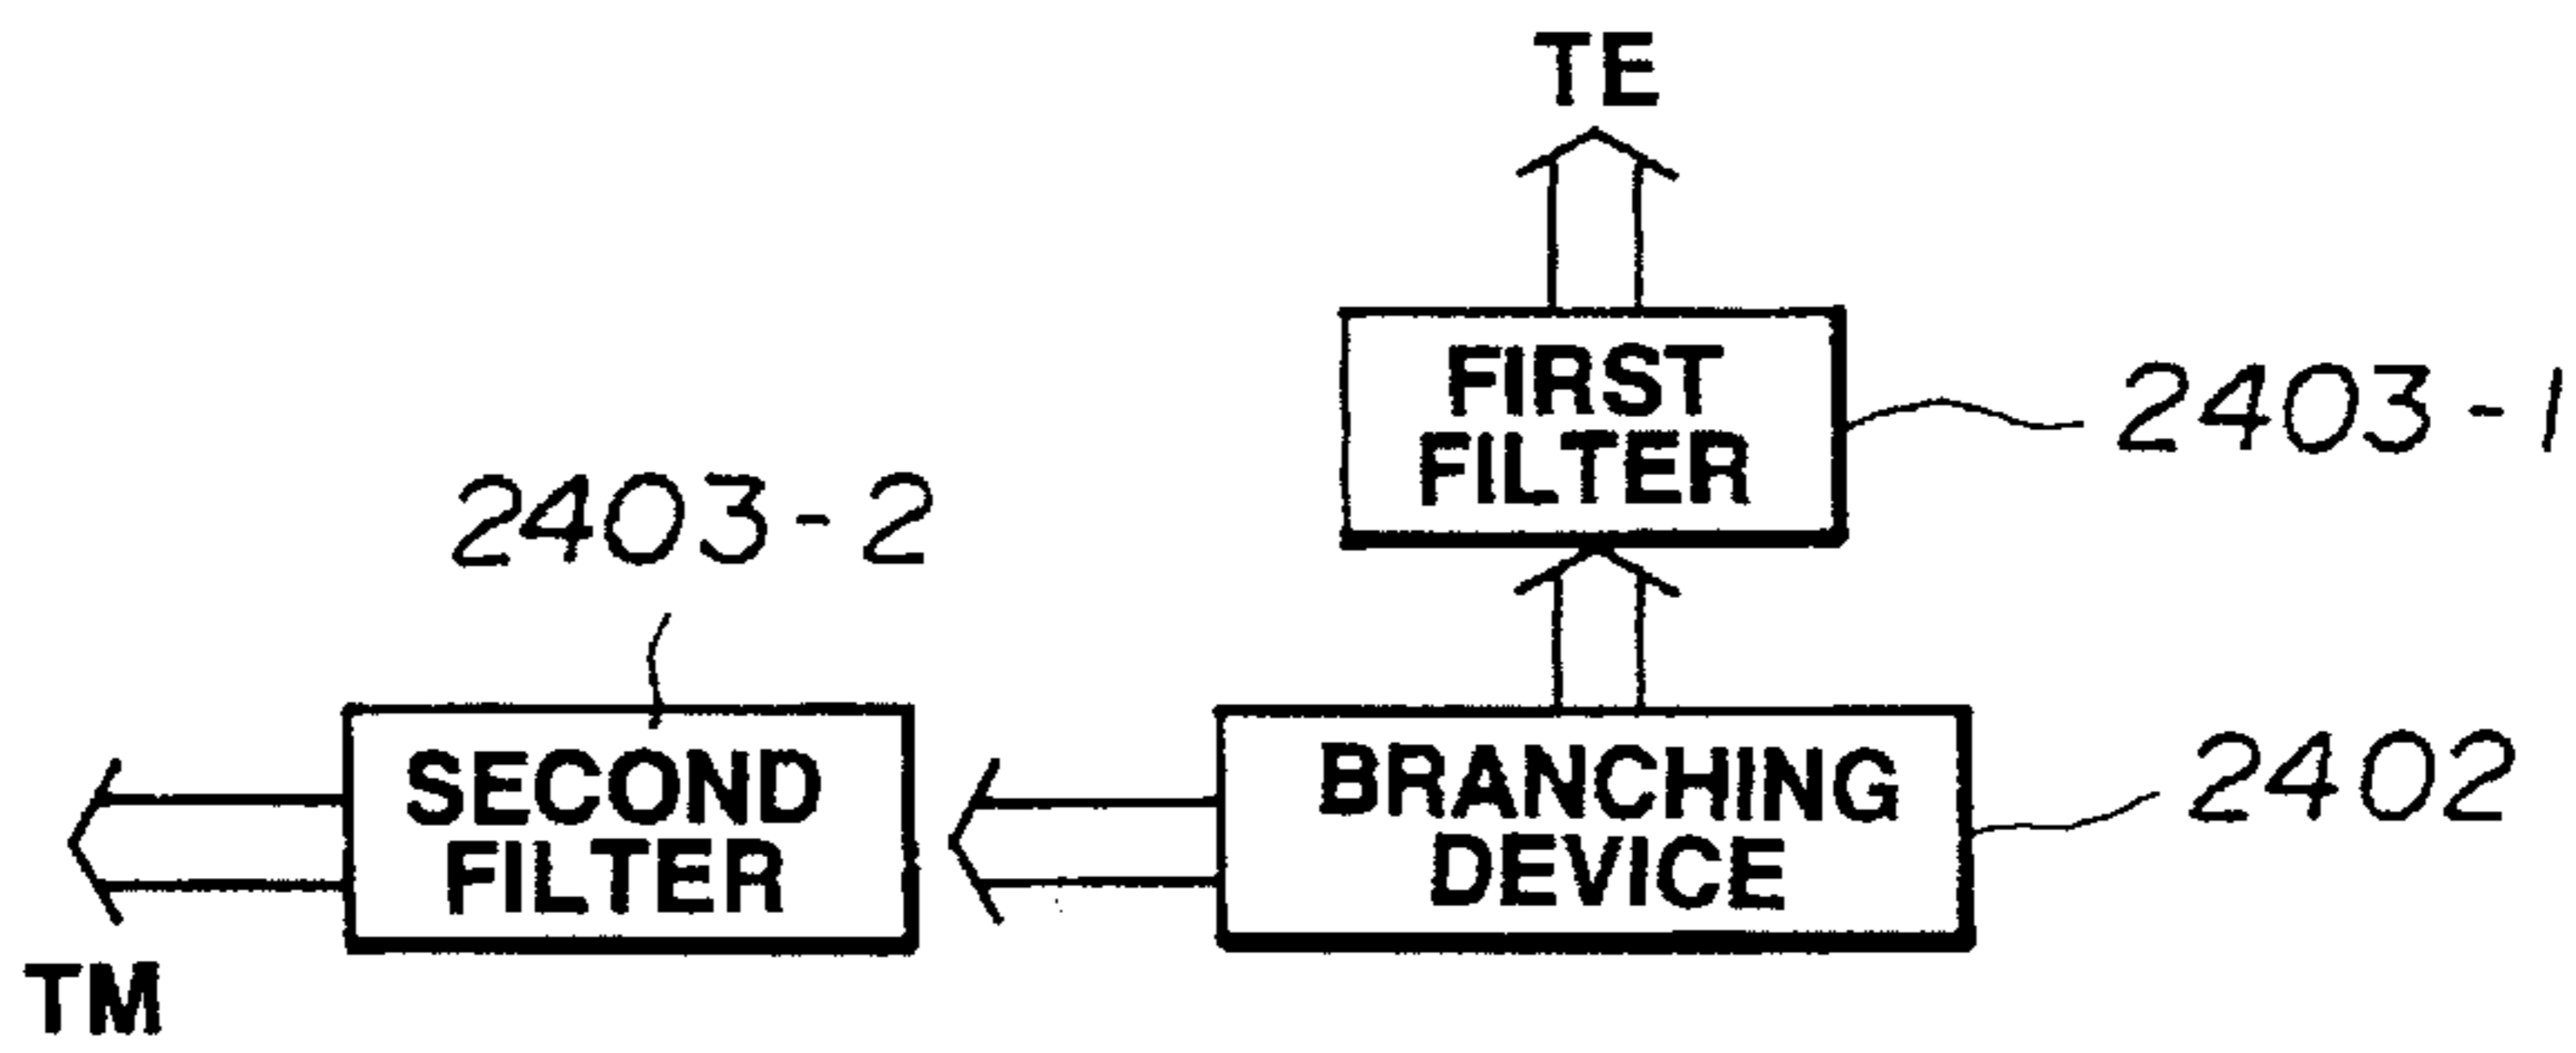 TE
FIRST
FILTER
2403-1
2403-2
SECOND
FILTER
BRANCHING
DEVICE
2402
TM